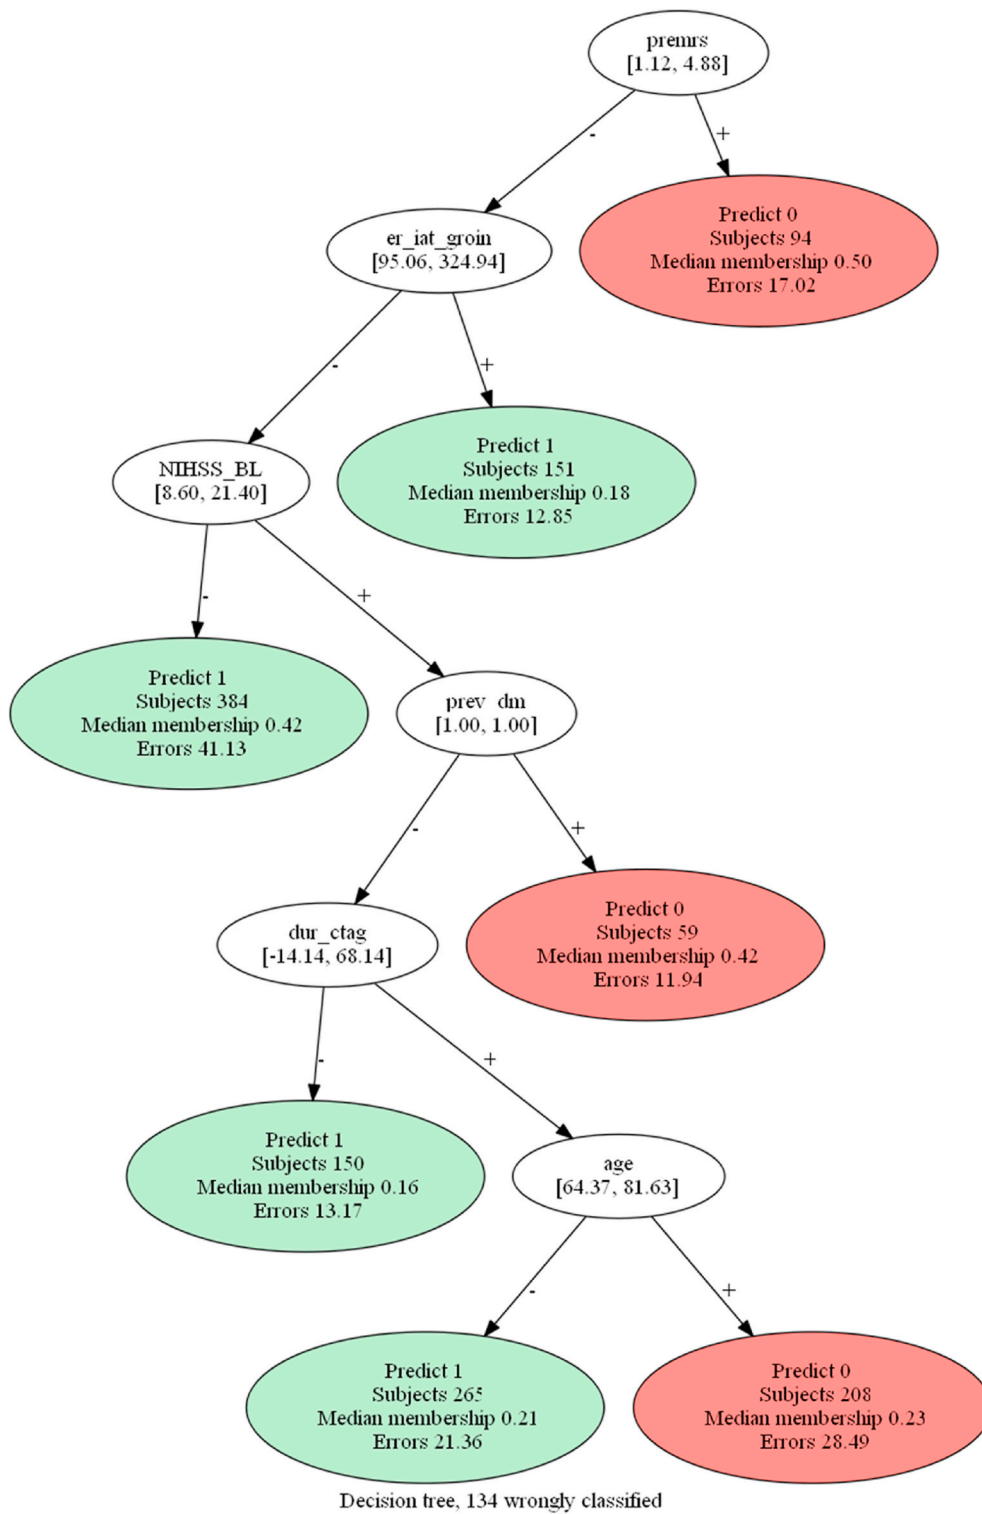 premrs
[1.12, 4.88]
-
+
Predict 0
Subjects 94
Median membership 0.50
Errors 17.02
er_iat_groin
[95.06, 324.94]
-
+
Predict 1
Subjects 151
Median membership 0.18
Errors 12.85
NIHSS_BL
[8.60, 21.40]
-
+
Predict 1
Subjects 384
Median membership 0.42
Errors 41.13
prev_dm
[1.00, 1.00]
-
+
Predict 0
Subjects 59
Median membership 0.42
Errors 11.94
dur_ctag
[-14.14, 68.14]
-
+
Predict 1
Subjects 150
Median membership 0.16
Errors 13.17
age
[64.37, 81.63]
-
+
Predict 1
Subjects 265
Median membership 0.21
Errors 21.36
Predict 0
Subjects 208
Median membership 0.23
Errors 28.49
Decision tree, 134 wrongly classified